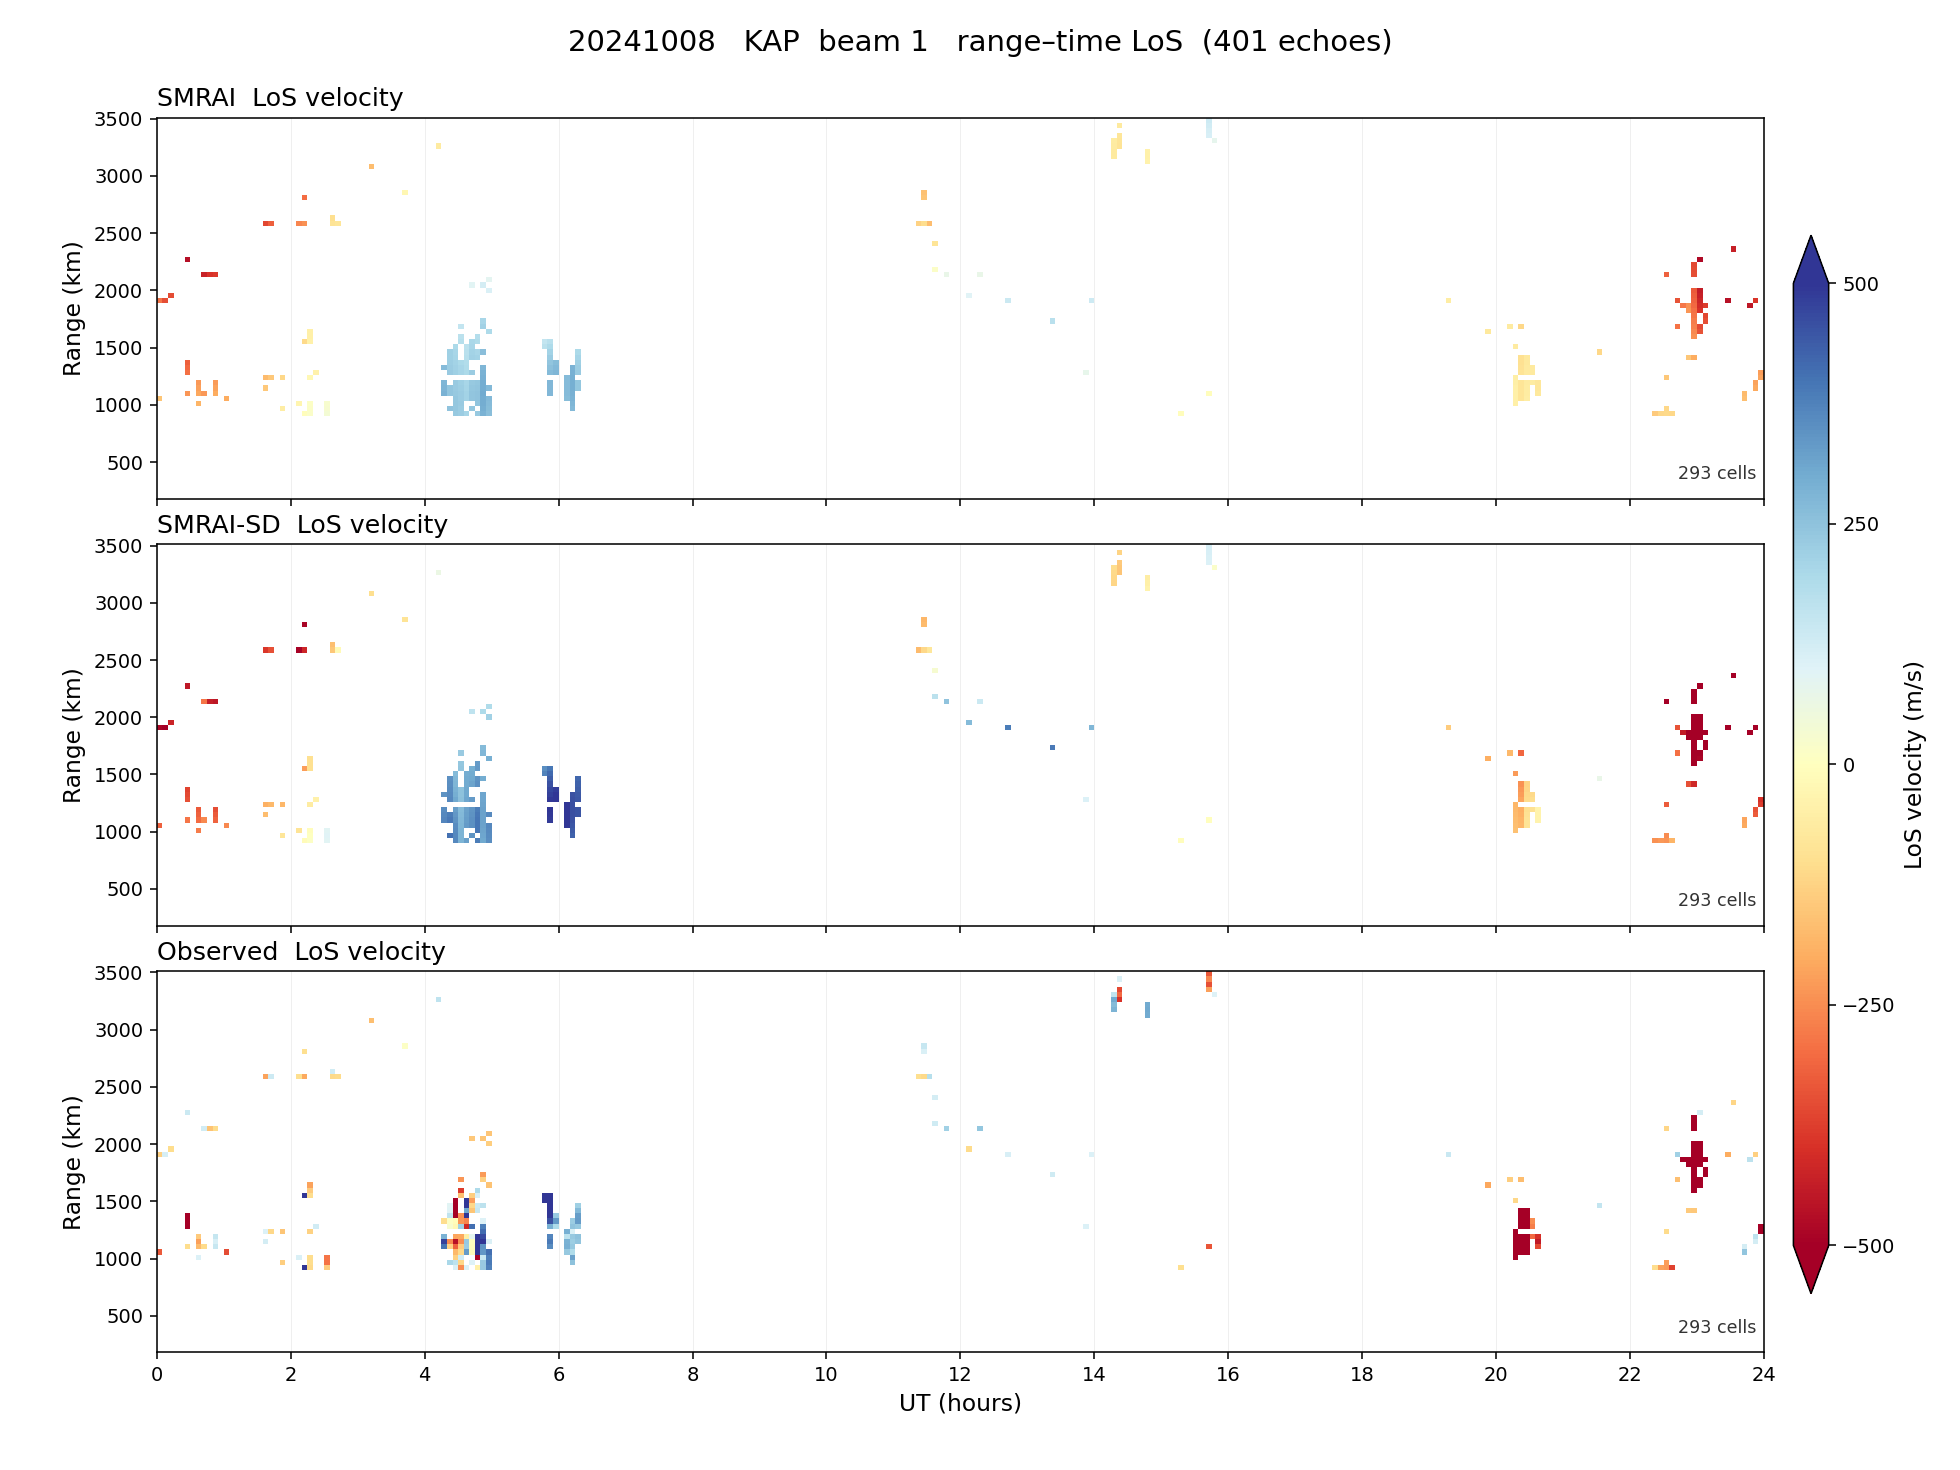 20241008 KAP beam 1 range–time LoS (401 echoes)
SMRAI LoS velocity
3500
3000
2500
2000
1500
1000
500
Range (km)
293 cells
SMRAI-SD LoS velocity
3500
3000
2500
2000
1500
1000
500
Range (km)
293 cells
Observed LoS velocity
3500
3000
2500
2000
1500
1000
500
Range (km)
293 cells
0 2 4 6 8 10 12 14 16 18 20 22 24
UT (hours)
500
250
0
−250
−500
LoS velocity (m/s)